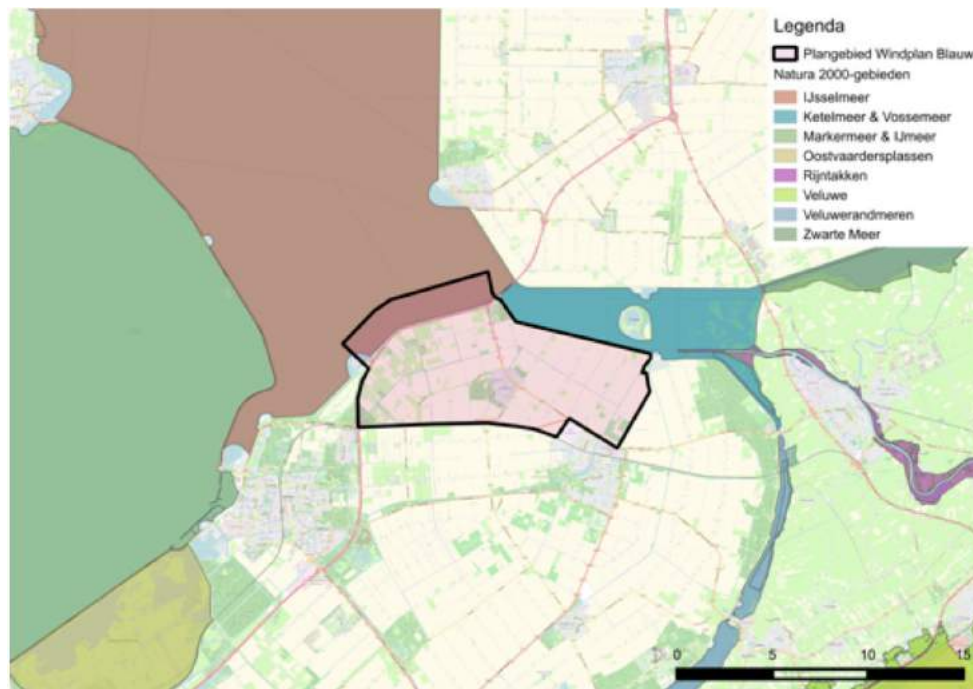 Legenda
Plangebied Windplan Blauw
Natura 2000-gebieden
IJsselmeer
Ketelmeer & Vossemeer
Markermeer & IJmeer
Oostvaardersplassen
Rijntakken
Veluwe
Veluwerandmeren
Zwarte Meer
0 5 10 15